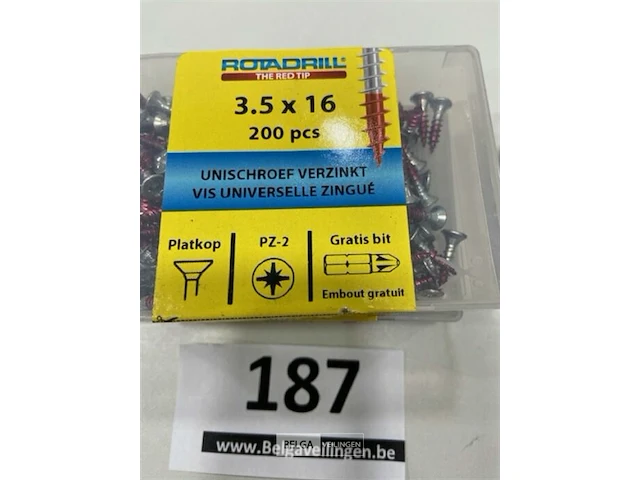 ROTADRILL
THE RED TIP
3.5 x 16
200 pcs
UNISCHROEF VERZINKT
VIS UNIVERSELLE ZINGUÉ
Platkop
PZ-2
Gratis bit
Embout gratuit
187
BELGA VEILINGEN
www.Belgaveilingen.be